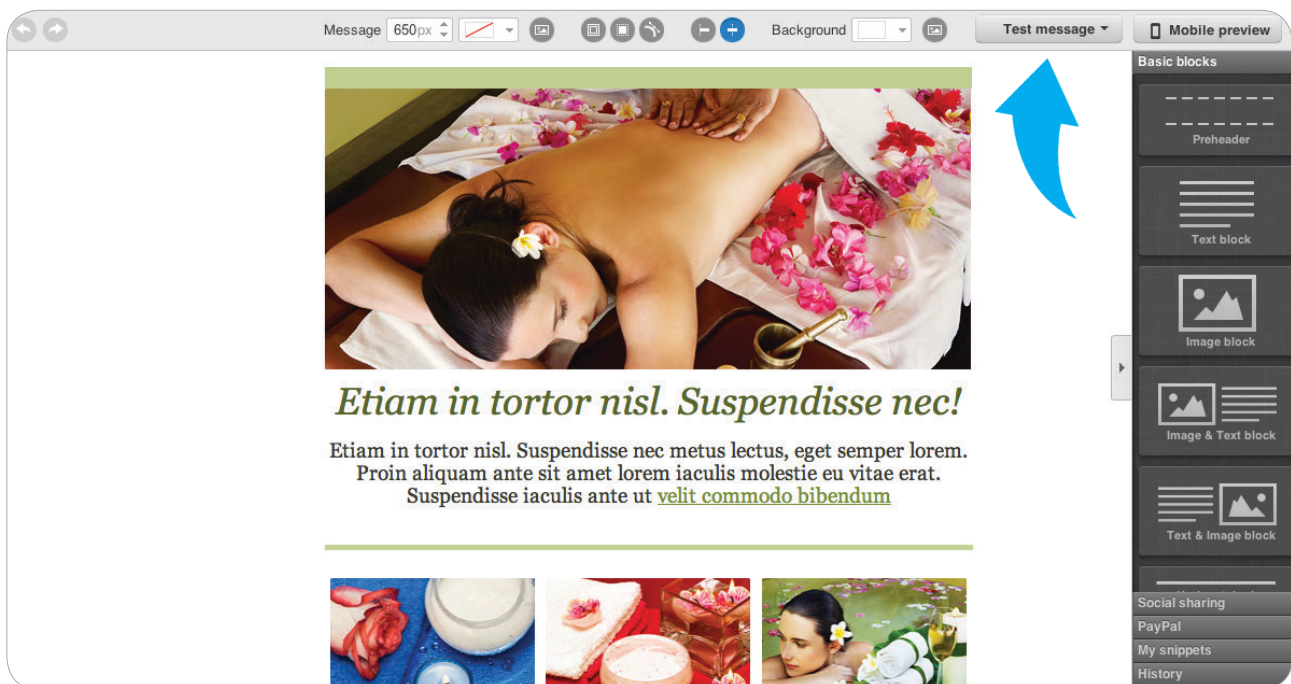 Message 650px Background Test message Mobile preview
Basic blocks
Preheader
Text block
Image block
Image & Text block
Text & Image block
Social sharing
PayPal
My snippets
History
Etiam in tortor nisl. Suspendisse nec!
Etiam in tortor nisl. Suspendisse nec metus lectus, eget semper lorem.
Proin aliquam ante sit amet lorem iaculis molestie eu vitae erat.
Suspendisse iaculis ante ut velit commodo bibendum